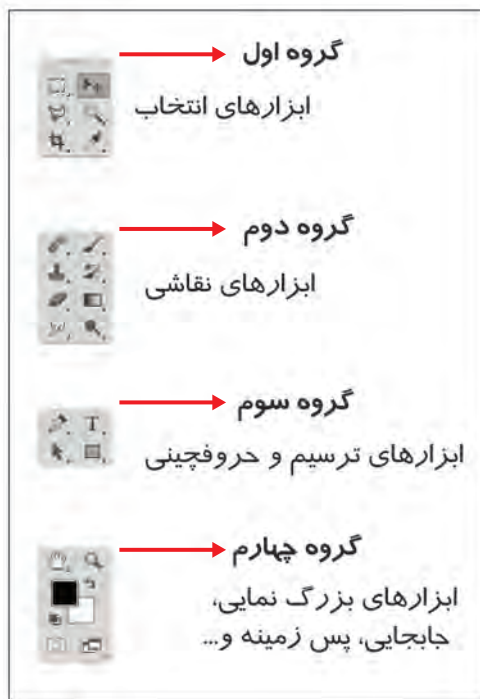 گروه اول
ابزارهای انتخاب
گروه دوم
ابزارهای نقاشی
گروه سوم
ابزارهای ترسیم و حروفچینی
گروه چهارم
ابزارهای بزرگ نمایی،
جابجایی، پس زمینه و...